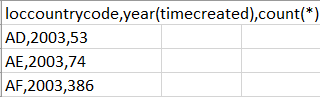 loccountrycode,year(timecreated),count(*)
AD,2003,53
AE,2003,74
AF,2003,386